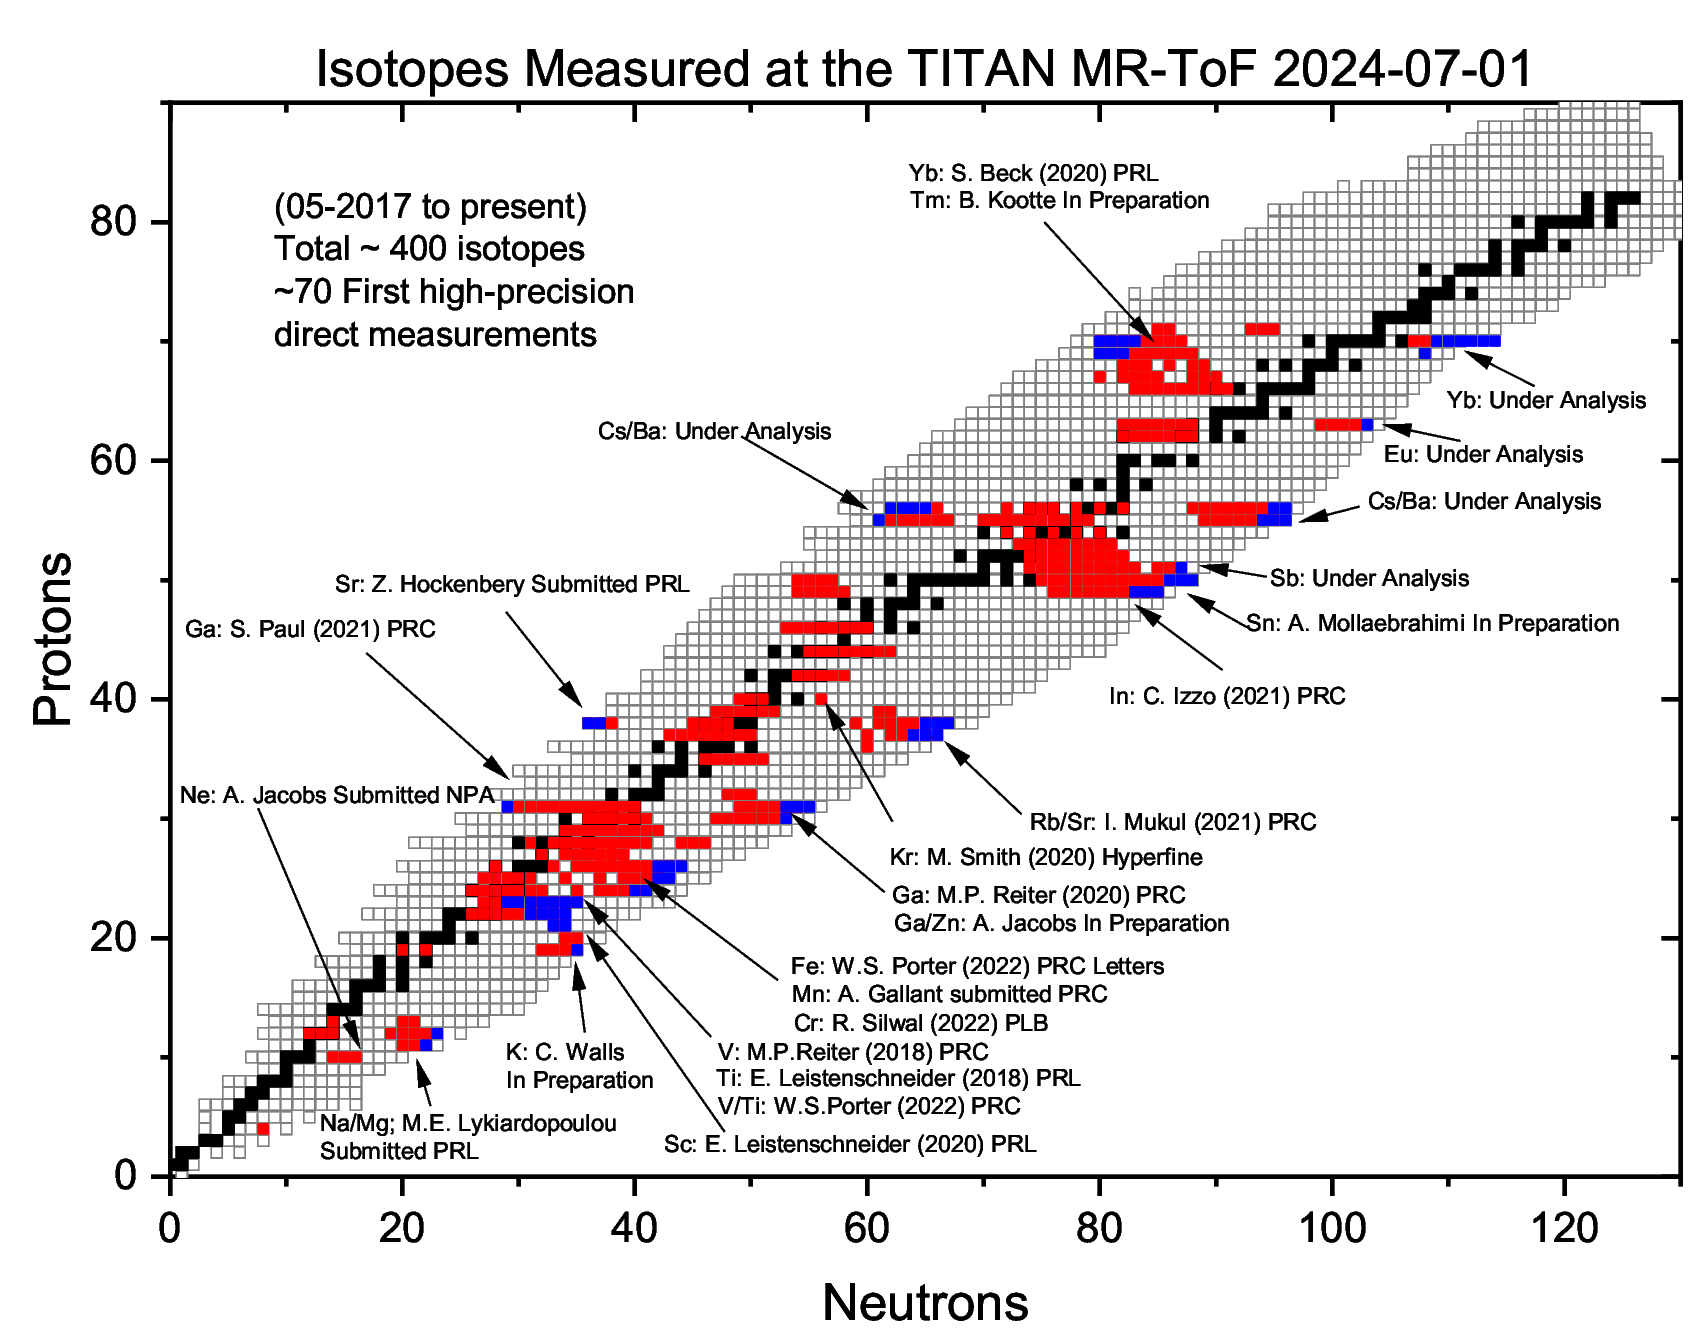 Isotopes Measured at the TITAN MR-ToF 2024-07-01
(05-2017 to present)
Total ~ 400 isotopes
~70 First high-precision
direct measurements
Yb: S. Beck (2020) PRL
Tm: B. Kootte In Preparation
Yb: Under Analysis
Cs/Ba: Under Analysis
Eu: Under Analysis
Cs/Ba: Under Analysis
Sb: Under Analysis
Sr: Z. Hockenbery Submitted PRL
Sn: A. Mollaebrahimi In Preparation
Ga: S. Paul (2021) PRC
In: C. Izzo (2021) PRC
Ne: A. Jacobs Submitted NPA
Rb/Sr: I. Mukul (2021) PRC
Kr: M. Smith (2020) Hyperfine
Ga: M.P. Reiter (2020) PRC
Ga/Zn: A. Jacobs In Preparation
Fe: W.S. Porter (2022) PRC Letters
Mn: A. Gallant submitted PRC
Cr: R. Silwal (2022) PLB
K: C. Walls
In Preparation
V: M.P.Reiter (2018) PRC
Ti: E. Leistenschneider (2018) PRL
V/Ti: W.S.Porter (2022) PRC
Na/Mg; M.E. Lykiardopoulou
Submitted PRL
Sc: E. Leistenschneider (2020) PRL
80
60
40
20
0
Protons
0 20 40 60 80 100 120
Neutrons